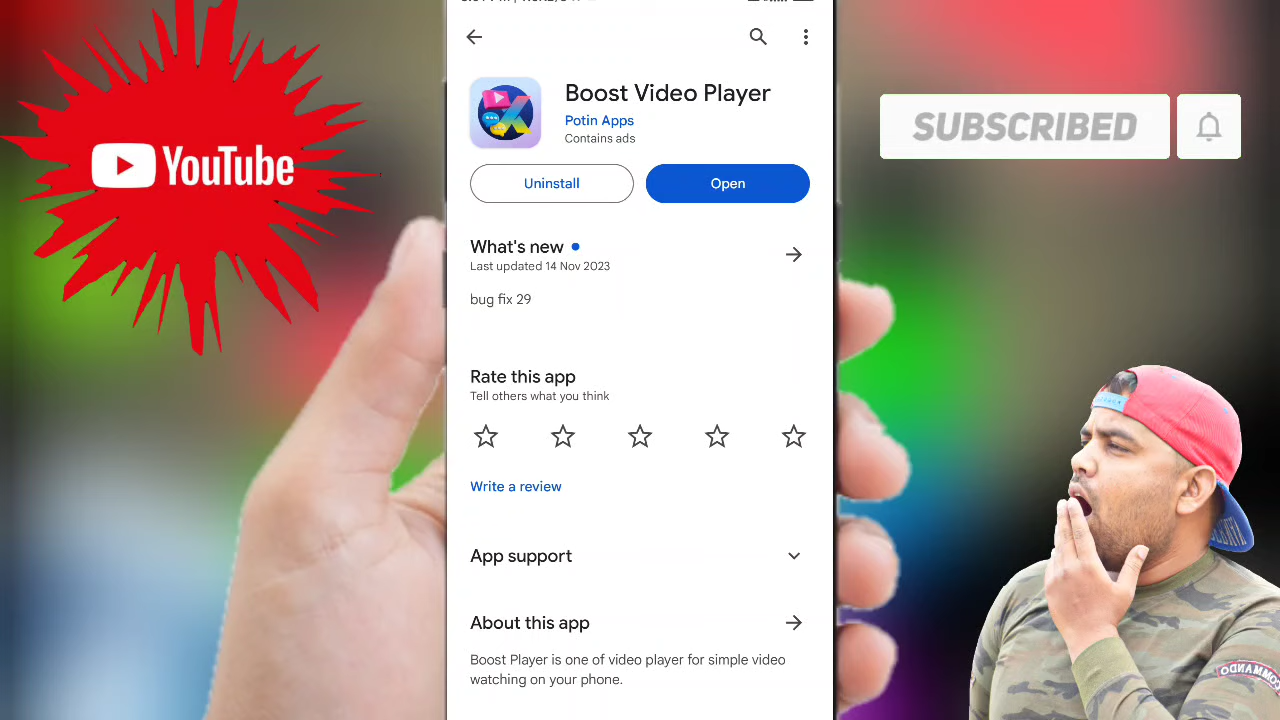 YouTube
Boost Video Player
Potin Apps
Contains ads
Uninstall
Open
What's new
Last updated 14 Nov 2023
bug fix 29
Rate this app
Tell others what you think
Write a review
App support
About this app
Boost Player is one of video player for simple video
watching on your phone.
SUBSCRIBED
COMMANDO